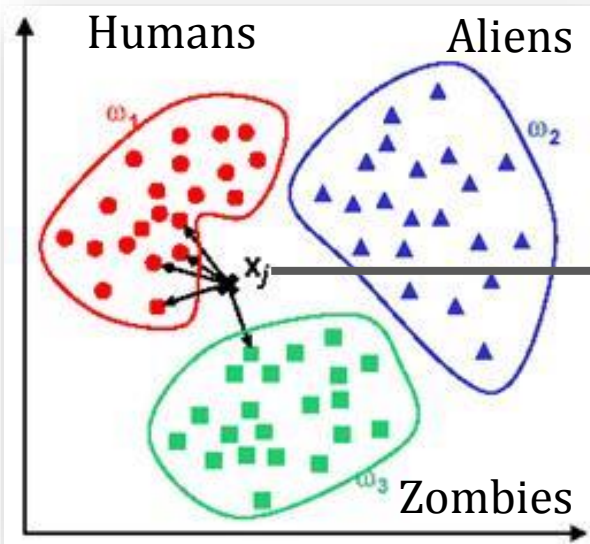 Humans
Aliens
ω₁
ω₂
xⱼ
ω₃
Zombies